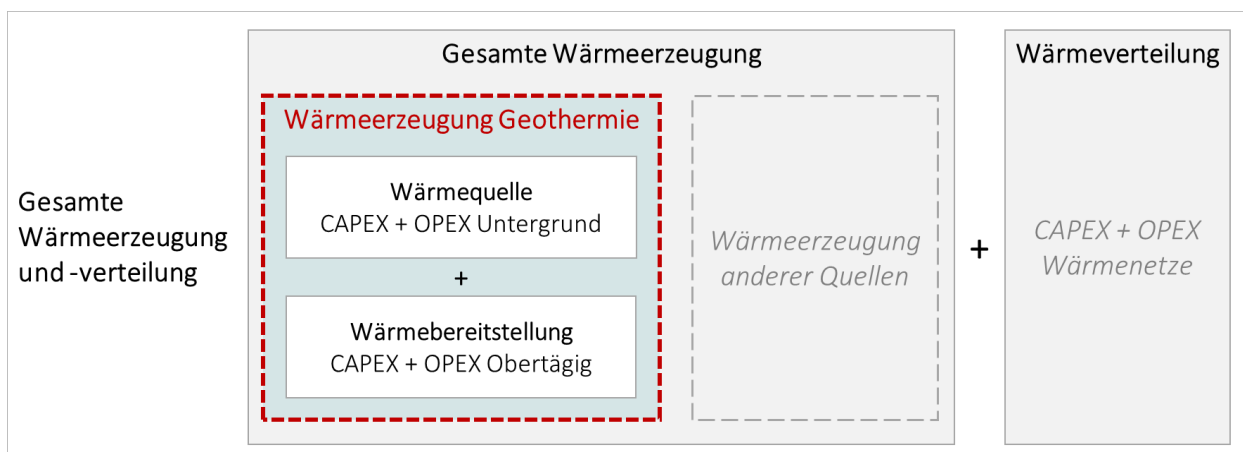 Gesamte
Wärmeerzeugung
und -verteilung
Gesamte Wärmeerzeugung
Wärmeerzeugung Geothermie
Wärmequelle
CAPEX + OPEX Untergrund
+
Wärmebereitstellung
CAPEX + OPEX Obertägig
Wärmeerzeugung
anderer Quellen
+
Wärmeverteilung
CAPEX + OPEX
Wärmenetze